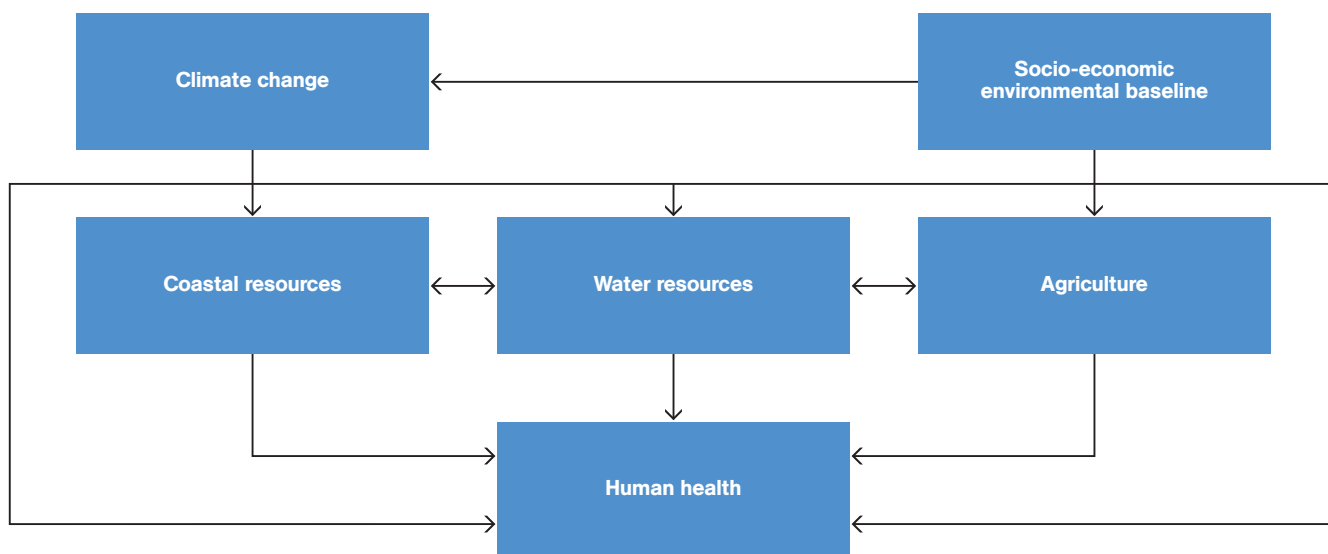 Climate change
Socio-economic
environmental baseline
Coastal resources
Water resources
Agriculture
Human health